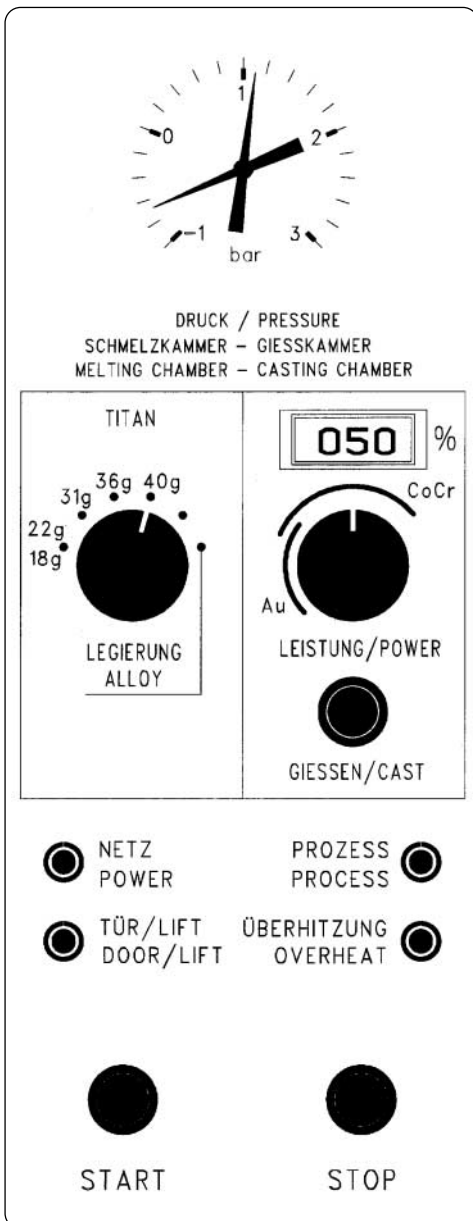 1
0
2
-1
3
bar
DRUCK / PRESSURE
SCHMELZKAMMER - GIESSKAMMER
MELTING CHAMBER - CASTING CHAMBER
TITAN
050 %
36g 40g
31g
22g
18g
CoCr
Au
LEGIERUNG
ALLOY
LEISTUNG/POWER
GIESSEN/CAST
NETZ
POWER
PROZESS
PROCESS
TÜR/LIFT
DOOR/LIFT
ÜBERHITZUNG
OVERHEAT
START
STOP